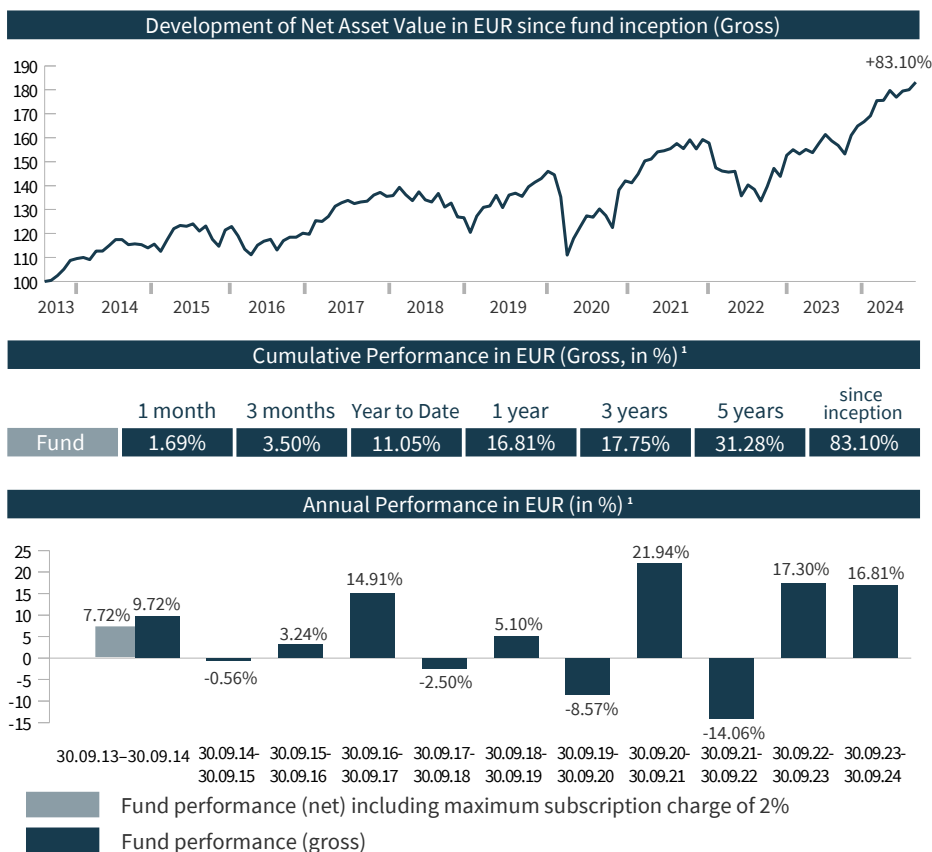 Development of Net Asset Value in EUR since fund inception (Gross)
+83.10%
190
180
170
160
150
140
130
120
110
100
2013 2014 2015 2016 2017 2018 2019 2020 2021 2022 2023 2024
Cumulative Performance in EUR (Gross, in %) ¹
1 month 3 months Year to Date 1 year 3 years 5 years since inception
Fund 1.69% 3.50% 11.05% 16.81% 17.75% 31.28% 83.10%
Annual Performance in EUR (in %) ¹
25
20
15
10
5
0
-5
-10
-15
7.72% 9.72% -0.56% 3.24% 14.91% -2.50% 5.10% -8.57% 21.94% -14.06% 17.30% 16.81%
30.09.13–30.09.14 30.09.14- 30.09.15- 30.09.16- 30.09.17- 30.09.18- 30.09.19- 30.09.20- 30.09.21- 30.09.22- 30.09.23-
30.09.15 30.09.16 30.09.17 30.09.18 30.09.19 30.09.20 30.09.21 30.09.22 30.09.23 30.09.24
Fund performance (net) including maximum subscription charge of 2%
Fund performance (gross)